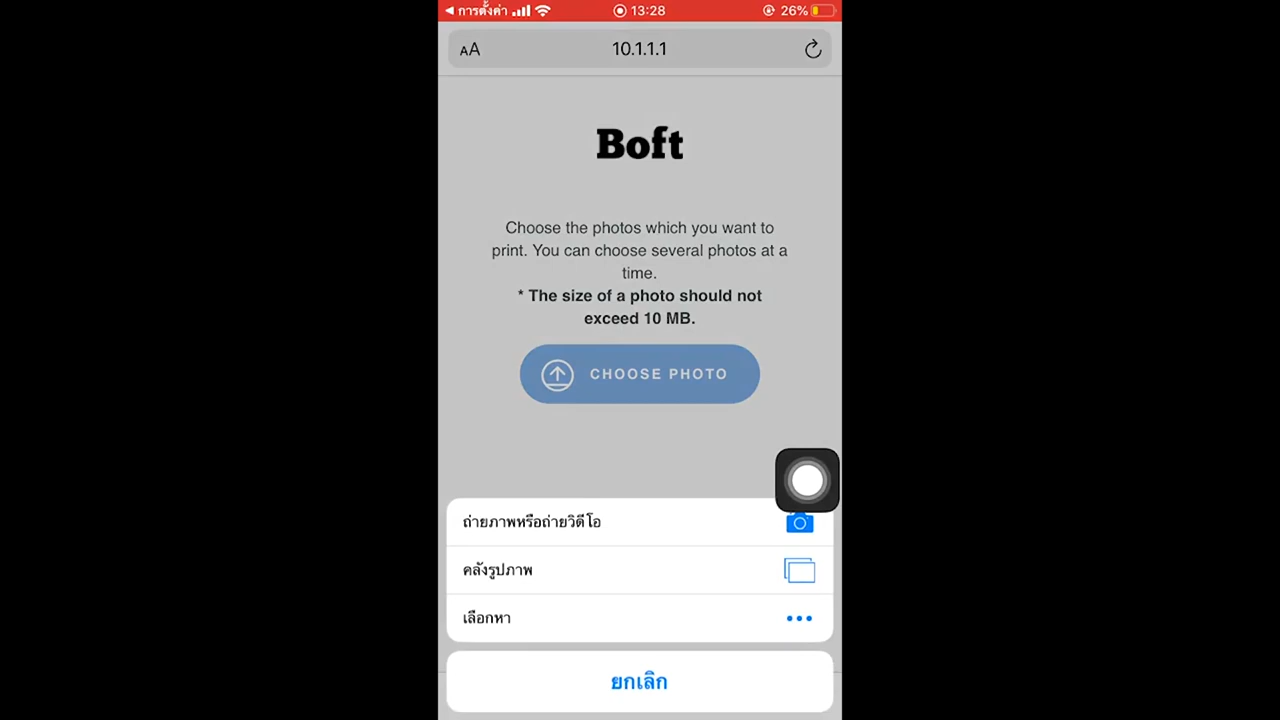 การตั้งค่า 13:28 26%
AA 10.1.1.1
Boft
Choose the photos which you want to
print. You can choose several photos at a
time.
* The size of a photo should not
exceed 10 MB.
CHOOSE PHOTO
ถ่ายภาพหรือถ่ายวิดีโอ
คลังรูปภาพ
เลือกหา
ยกเลิก